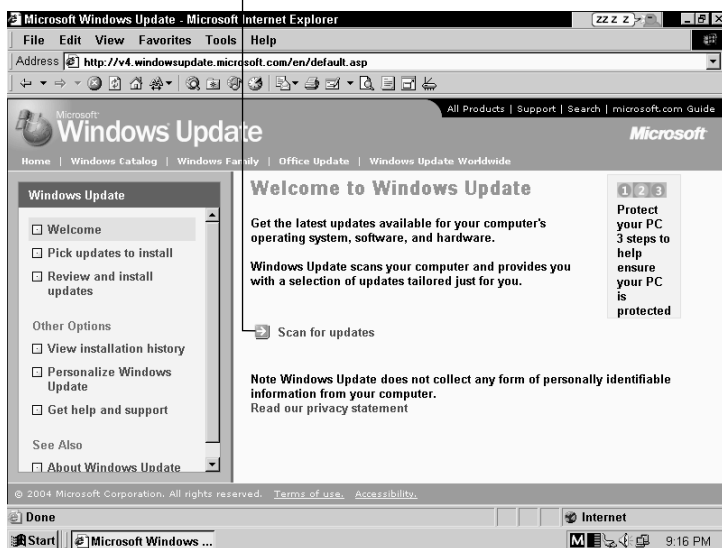 Microsoft Windows Update - Microsoft Internet Explorer
ZZ Z Z
File Edit View Favorites Tools Help
Address http://v4.windowsupdate.microsoft.com/en/default.asp
All Products | Support | Search | microsoft.com Guide
Microsoft
Windows Update
Microsoft
Home | Windows Catalog | Windows Family | Office Update | Windows Update Worldwide
Windows Update
Welcome
Pick updates to install
Review and install
updates
Other Options
View installation history
Personalize Windows
Update
Get help and support
See Also
About Windows Update
Welcome to Windows Update
Get the latest updates available for your computer's
operating system, software, and hardware.
Windows Update scans your computer and provides you
with a selection of updates tailored just for you.
Scan for updates
Note Windows Update does not collect any form of personally identifiable
information from your computer.
Read our privacy statement
1 2 3
Protect
your PC
3 steps to
help
ensure
your PC
is
protected
© 2004 Microsoft Corporation. All rights reserved. Terms of use. Accessibility.
Done
Internet
Start
Microsoft Windows ...
M
9:16 PM